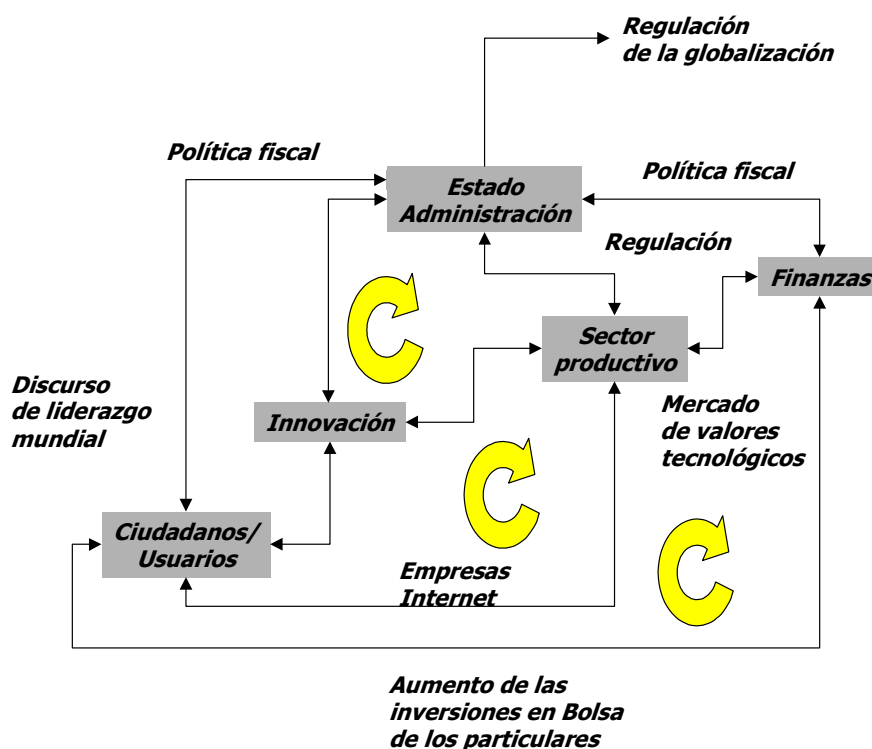 Regulación
de la globalización
Política fiscal
Estado
Administración
Política fiscal
Regulación
Finanzas
Sector
productivo
Discurso
de liderazgo
mundial
Innovación
Mercado
de valores
tecnológicos
Ciudadanos/
Usuarios
Empresas
Internet
Aumento de las
inversiones en Bolsa
de los particulares